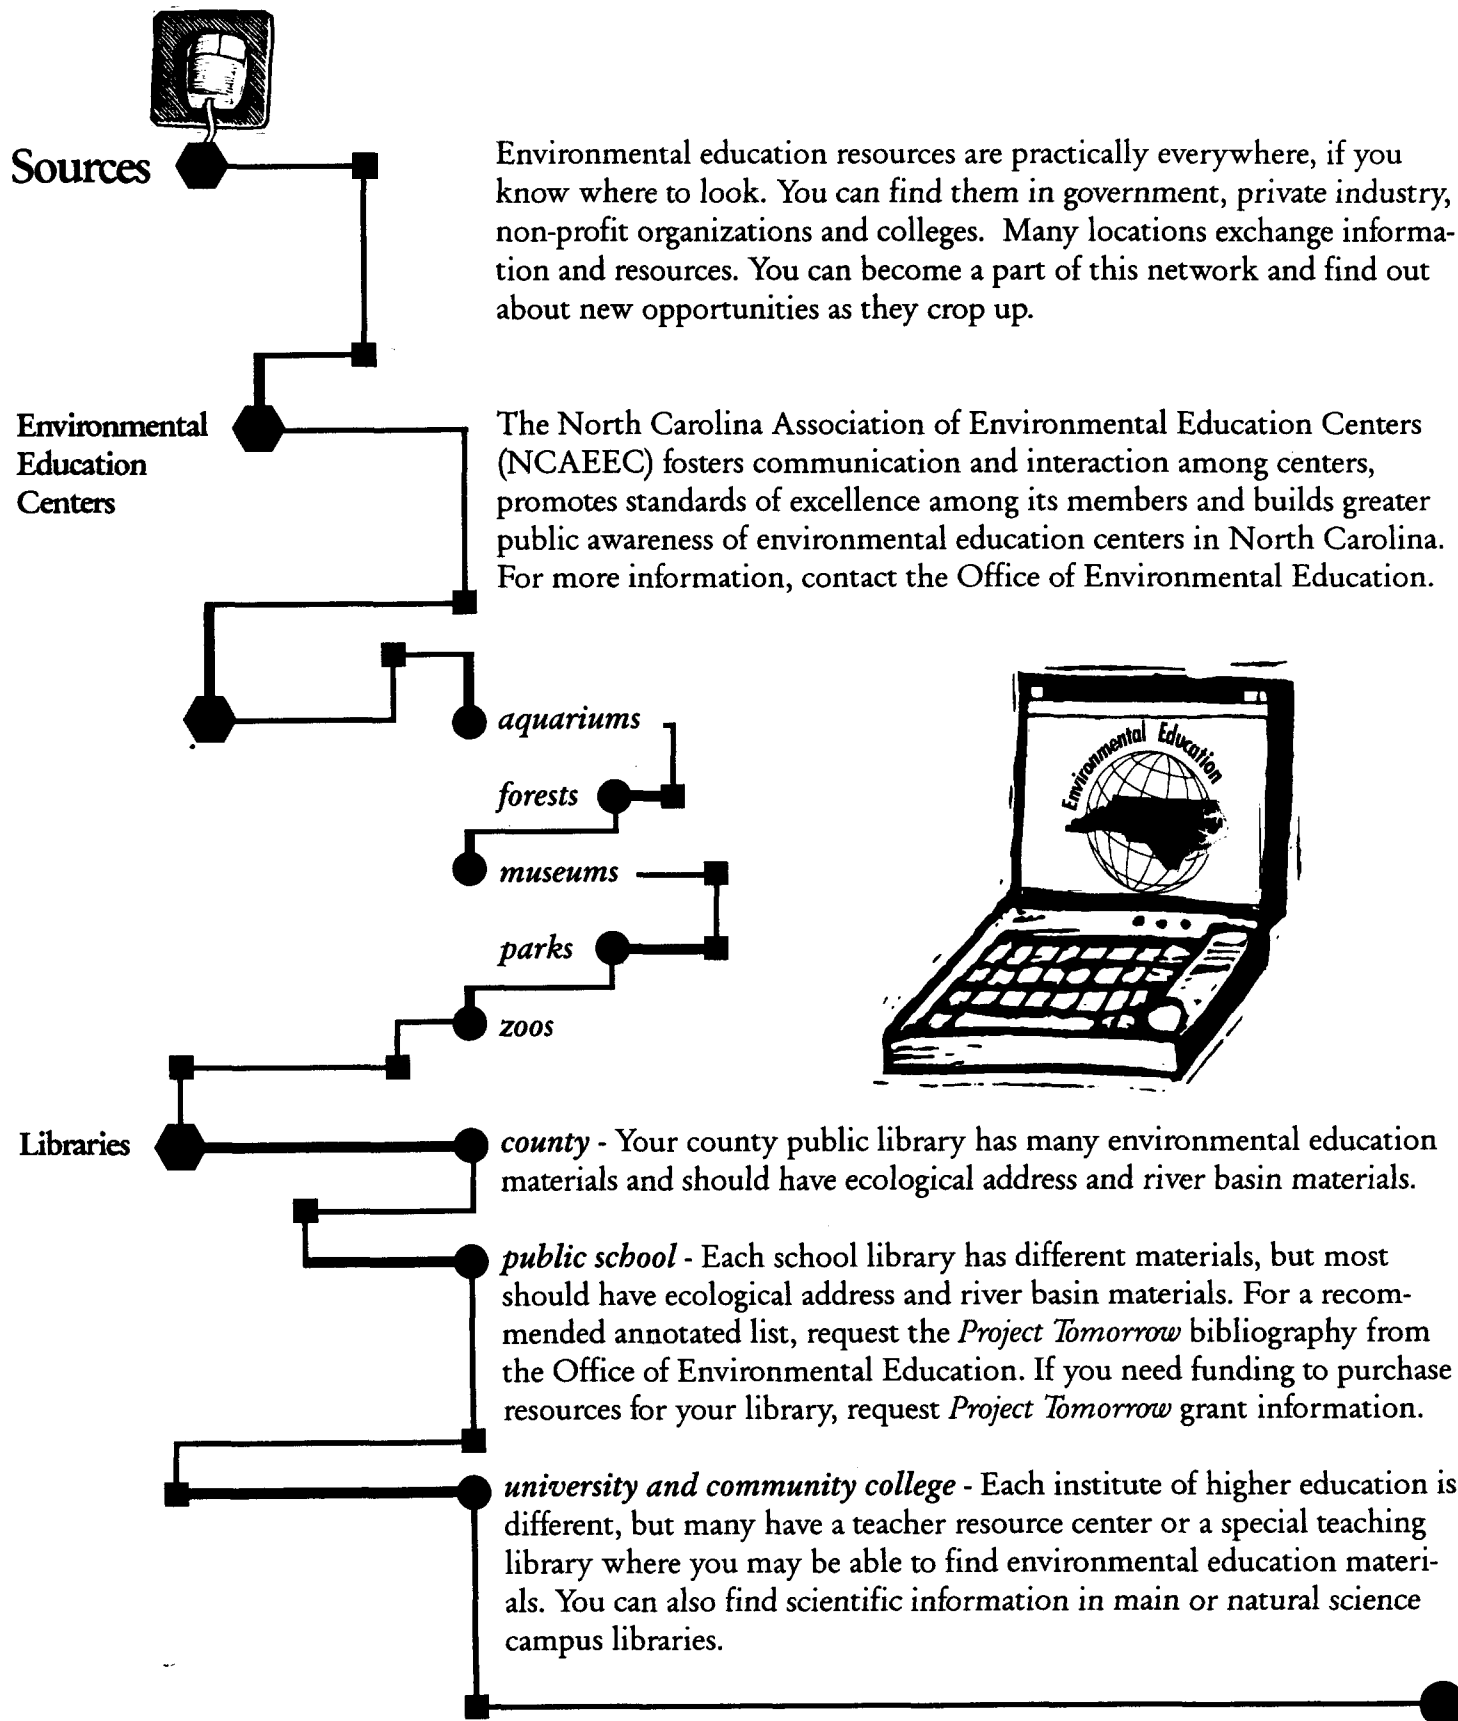 Sources
Environmental education resources are practically everywhere, if you
know where to look. You can find them in government, private industry,
non-profit organizations and colleges.  Many locations exchange informa-
tion and resources. You can become a part of this network and find out
about new opportunities as they crop up.
Environmental
Education
Centers
The North Carolina Association of Environmental Education Centers
(NCAEEC) fosters communication and interaction among centers,
promotes standards of excellence among its members and builds greater
public awareness of environmental education centers in North Carolina.
For more information, contact the Office of Environmental Education.
aquariums
forests
museums
parks
zoos
Environmental Education
Libraries
county - Your county public library has many environmental education
materials and should have ecological address and river basin materials.
public school - Each school library has different materials, but most
should have ecological address and river basin materials. For a recom-
mended annotated list, request the Project Tomorrow bibliography from
the Office of Environmental Education. If you need funding to purchase
resources for your library, request Project Tomorrow grant information.
university and community college - Each institute of higher education is
different, but many have a teacher resource center or a special teaching
library where you may be able to find environmental education materi-
als. You can also find scientific information in main or natural science
campus libraries.